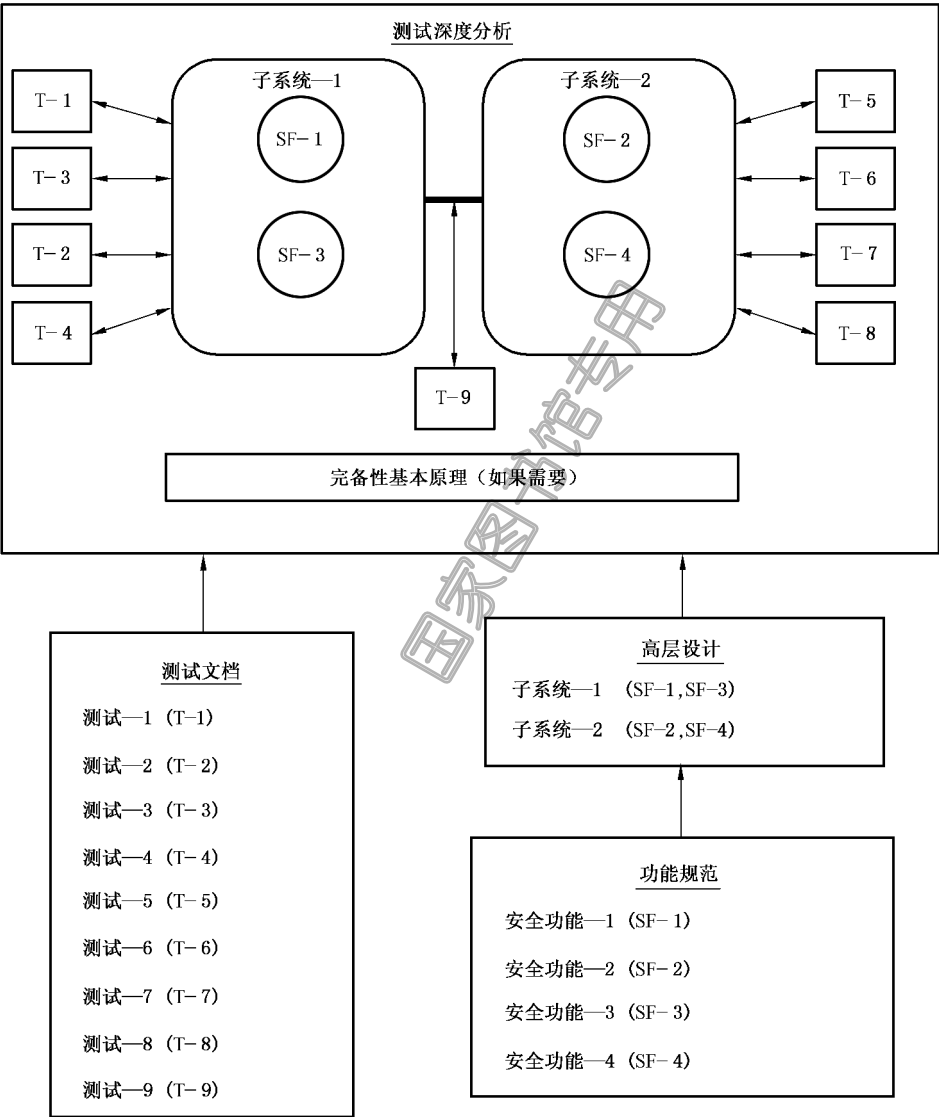 测试深度分析
子系统—1
子系统—2
T-1
SF-1
SF-2
T-5
T-3
T-6
T-2
SF-3
SF-4
T-7
T-4
T-8
T-9
完备性基本原理(如果需要)
国家图书馆专用
测试文档
测试—1 (T-1)
测试—2 (T-2)
测试—3 (T-3)
测试—4 (T-4)
测试—5 (T-5)
测试—6 (T-6)
测试—7 (T-7)
测试—8 (T-8)
测试—9 (T-9)
高层设计
子系统—1 (SF-1,SF-3)
子系统—2 (SF-2,SF-4)
功能规范
安全功能—1 (SF-1)
安全功能—2 (SF-2)
安全功能—3 (SF-3)
安全功能—4 (SF-4)